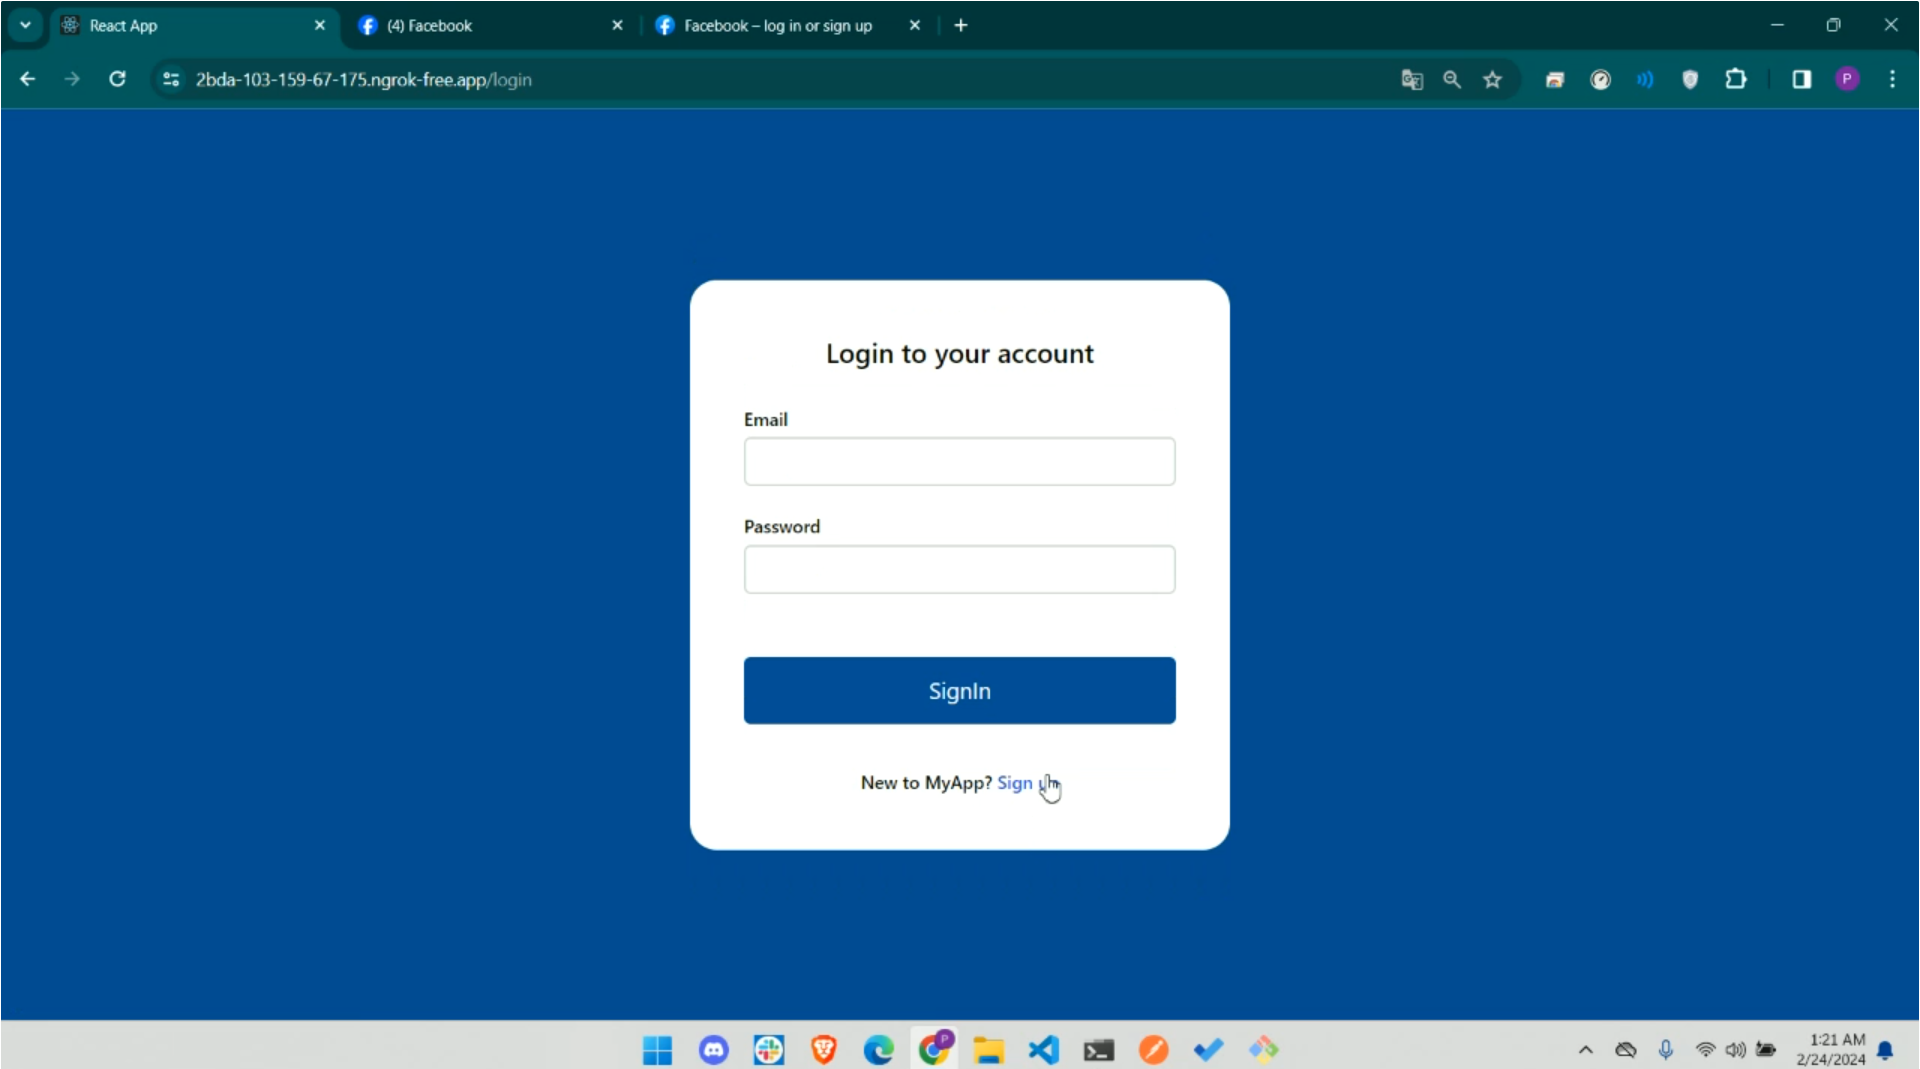 React App
(4) Facebook
Facebook – log in or sign up
2bda-103-159-67-175.ngrok-free.app/login
P
Login to your account
Email
Password
SignIn
New to MyApp? Sign
P
1:21 AM
2/24/2024